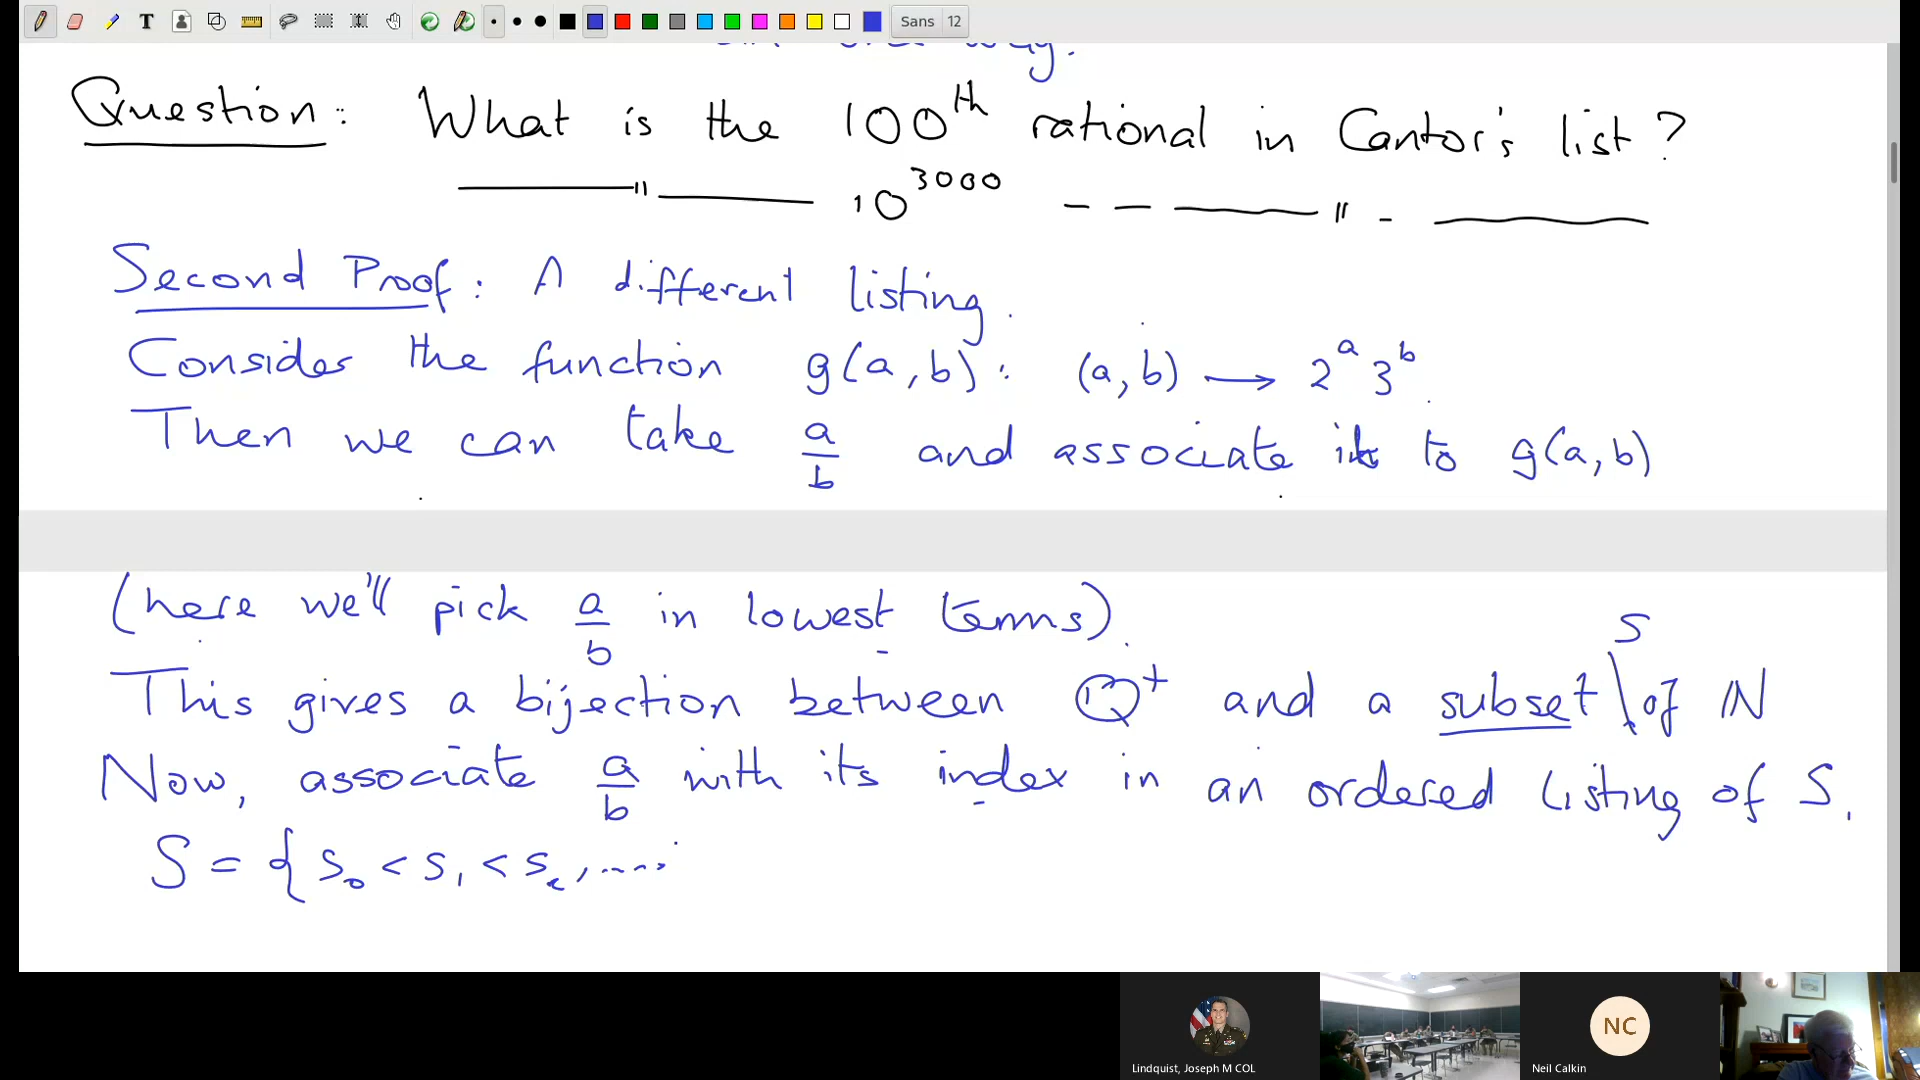 T Sans 12
Question: What is the 100th rational in Cantor's list?
——"—— 10^3000 -- ——"- ——
Second Proof: A different listing.
Consider the function g(a,b): (a,b) → 2^a 3^b
Then we can take a/b and associate it to g(a,b)
(here we'll pick a/b in lowest terms).
S
This gives a bijection between Q+ and a subset \ of N
Now, associate a/b with its index in an ordered listing of S.
S = { s0 < s1 < s2, .....
NC
Lindquist, Joseph M COL
Neil Calkin